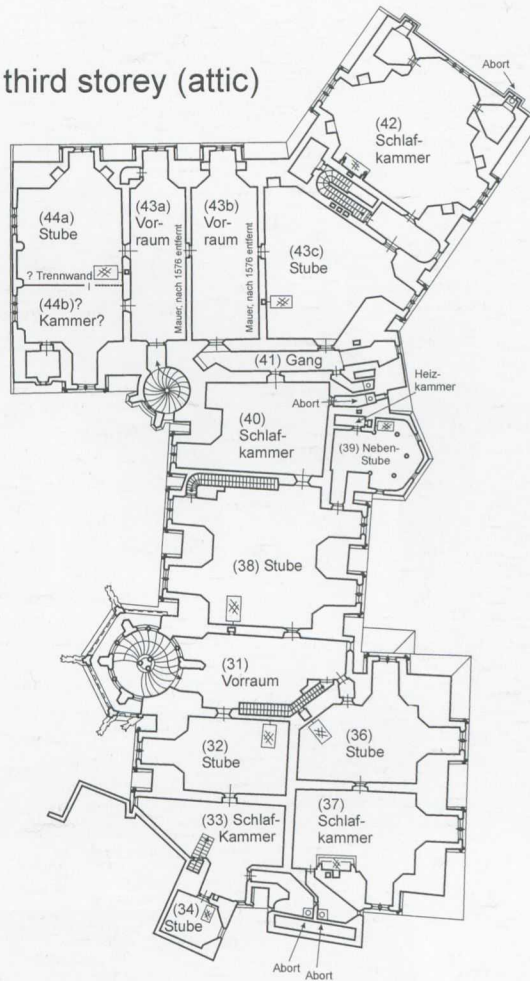 third storey (attic)
Abort
(42)
Schlaf-
kammer
(44a)
Stube
(43a)
Vor-
raum
(43b)
Vor-
raum
(43c)
Stube
Mauer, nach 1576 entfernt
Mauer, nach 1576 entfernt
? Trennwand
(44b)?
Kammer?
(41) Gang
Heiz-
kammer
Abort
(40)
Schlaf-
kammer
(39) Neben-
Stube
(38) Stube
(31)
Vorraum
(32)
Stube
(36)
Stube
(33) Schlaf-
Kammer
(37)
Schlaf-
kammer
(34)
Stube
Abort
Abort